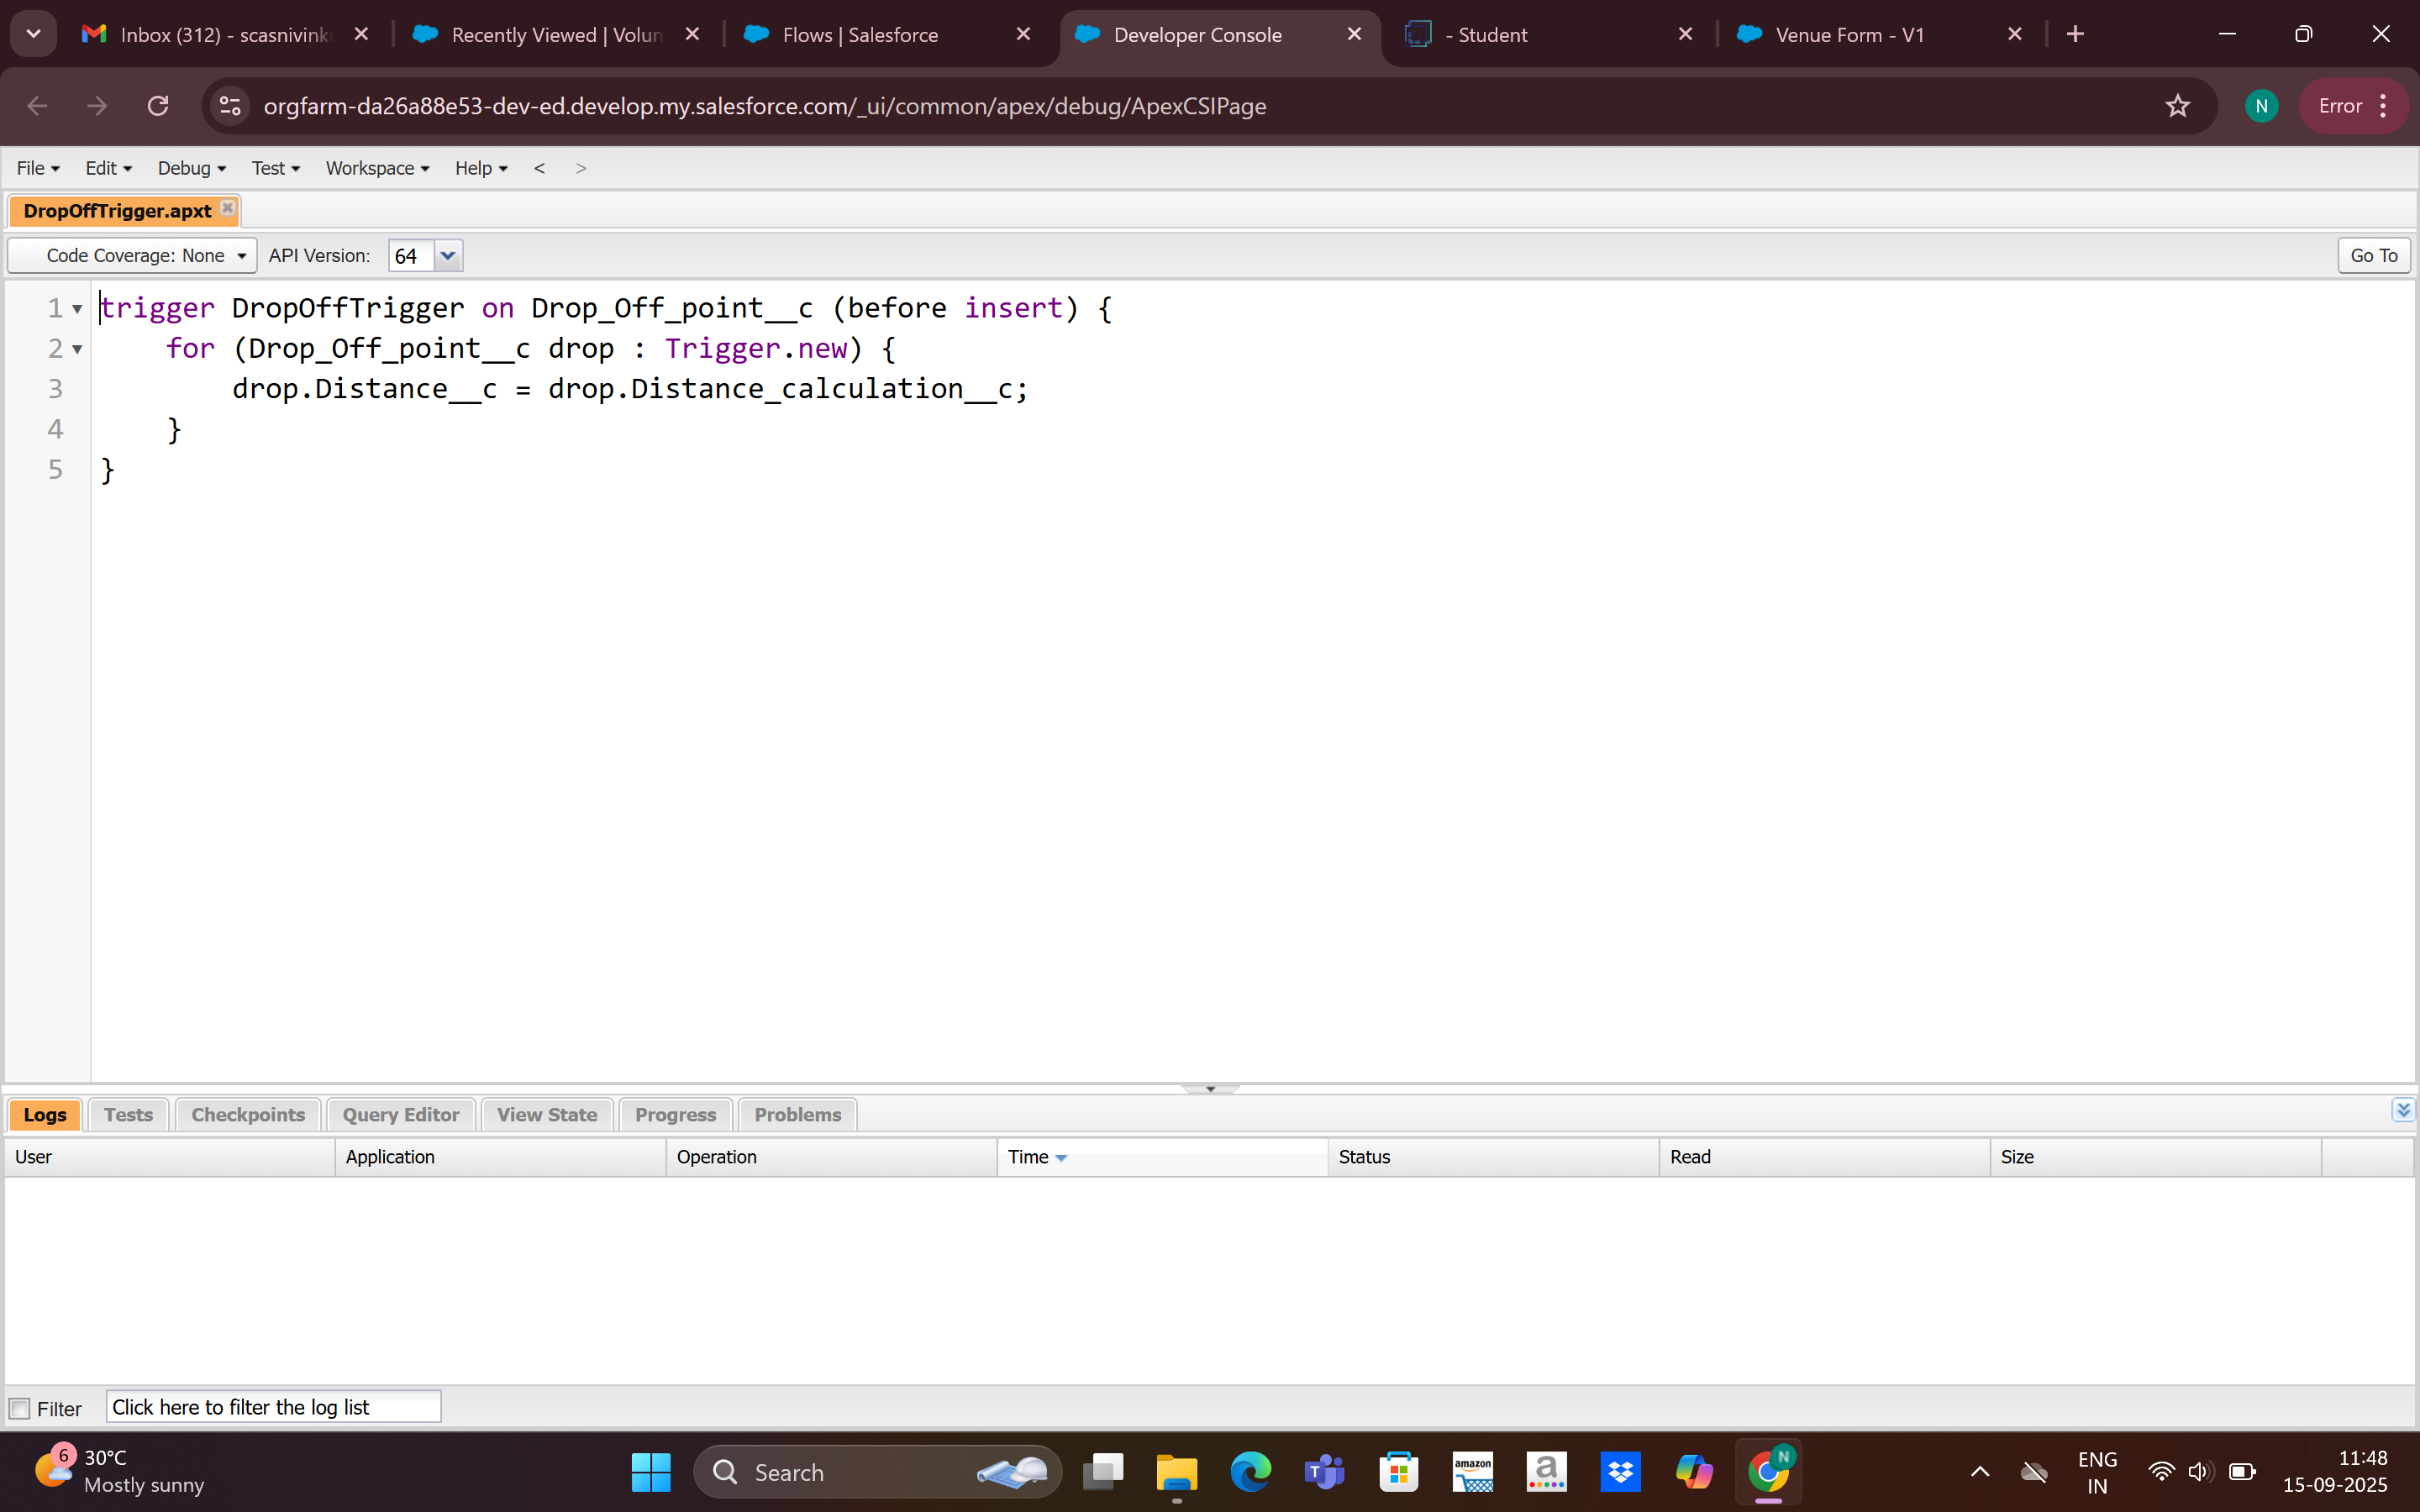 Inbox (312) - scasnivink
Recently Viewed | Volun
Flows | Salesforce
Developer Console
- Student
Venue Form - V1
orgfarm-da26a88e53-dev-ed.develop.my.salesforce.com/_ui/common/apex/debug/ApexCSIPage
N
Error
File Edit Debug Test Workspace Help < >
DropOffTrigger.apxt
Code Coverage: None API Version: 64 Go To
1 trigger DropOffTrigger on Drop_Off_point__c (before insert) {
2 for (Drop_Off_point__c drop : Trigger.new) {
3 drop.Distance__c = drop.Distance_calculation__c;
4 }
5 }
Logs Tests Checkpoints Query Editor View State Progress Problems
User Application Operation Time Status Read Size
Filter Click here to filter the log list
6 30°C
Mostly sunny
Search
T
amazon
a
N
ENG
IN
11:48
15-09-2025